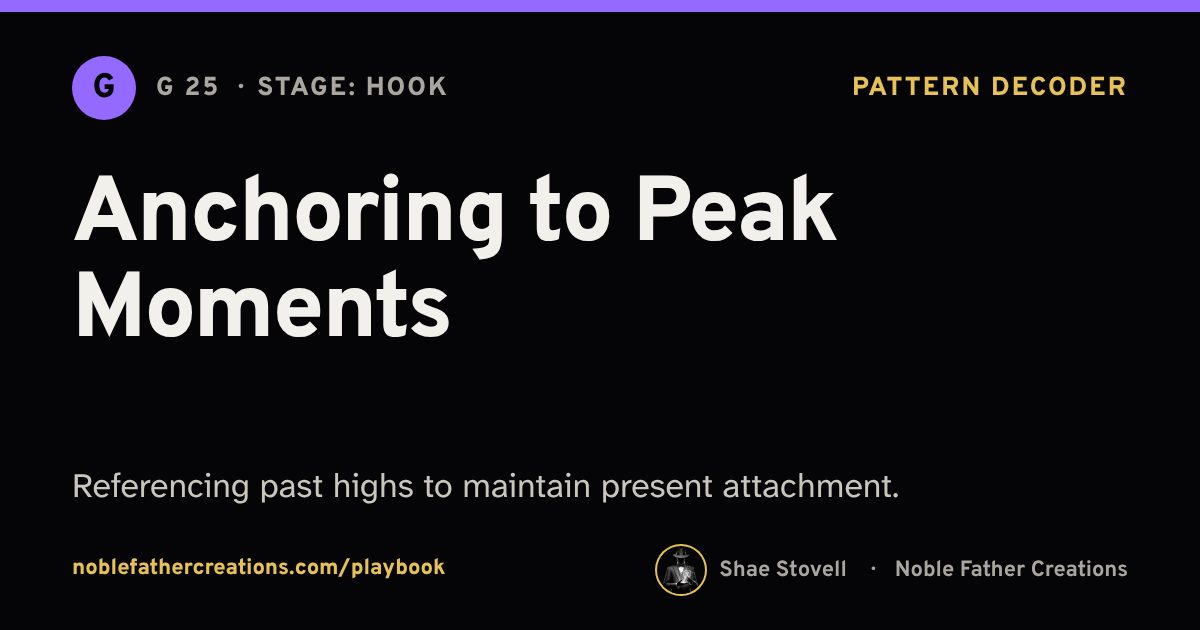 G
G 25 · STAGE: HOOK
PATTERN DECODER
Anchoring to Peak
Moments
Referencing past highs to maintain present attachment.
noblefathercreations.com/playbook
Shae Stovell · Noble Father Creations